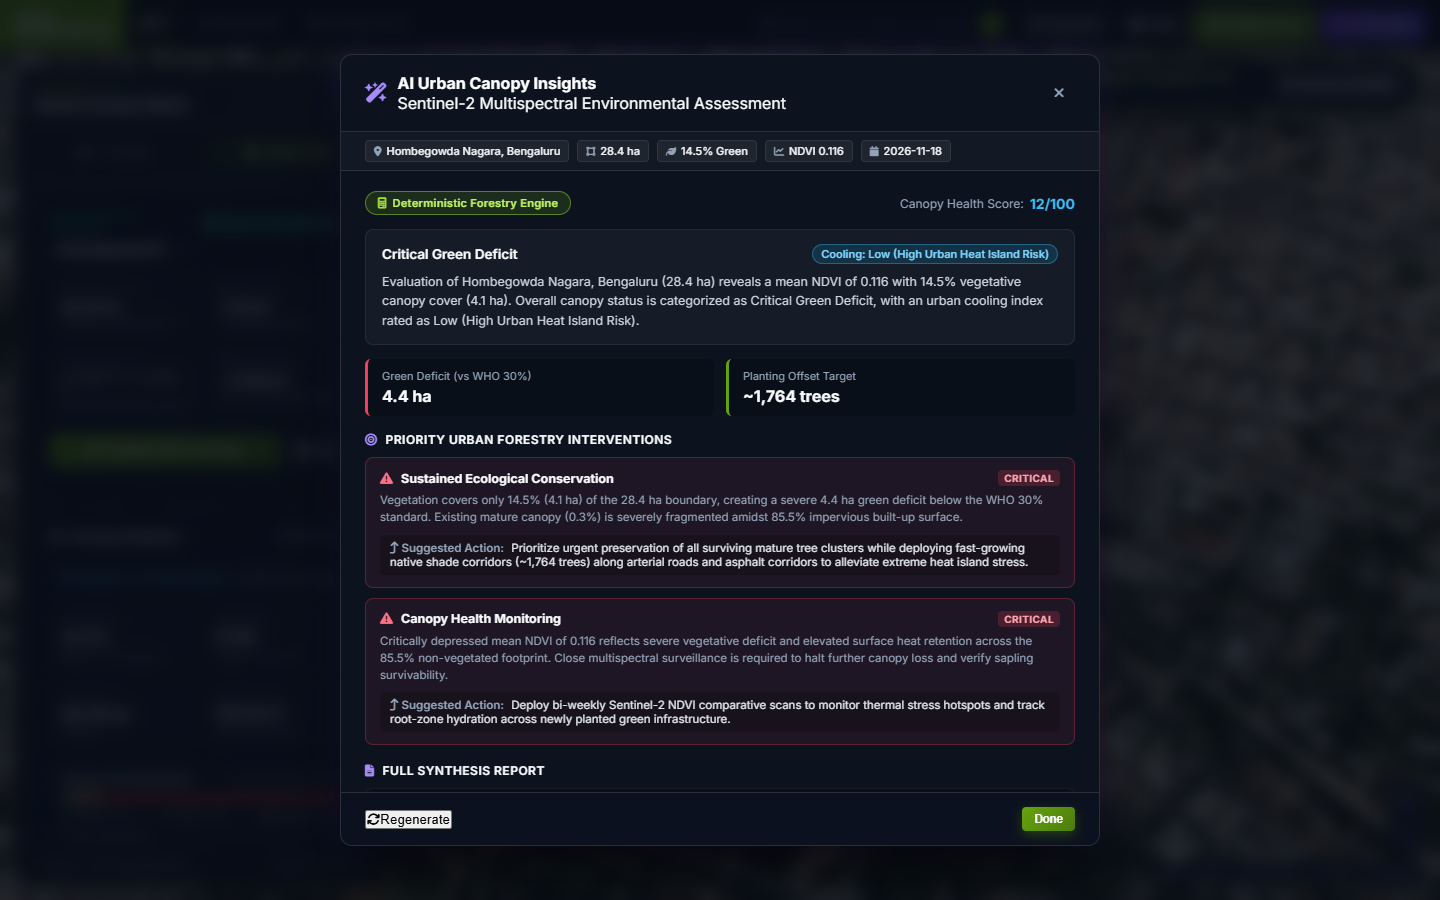 AI Urban Canopy Insights
Sentinel-2 Multispectral Environmental Assessment
Hombegowda Nagara, Bengaluru
28.4 ha
14.5% Green
NDVI 0.116
2026-11-18
Deterministic Forestry Engine
Canopy Health Score: 12/100
Critical Green Deficit
Cooling: Low (High Urban Heat Island Risk)
Evaluation of Hombegowda Nagara, Bengaluru (28.4 ha) reveals a mean NDVI of 0.116 with 14.5% vegetative
canopy cover (4.1 ha). Overall canopy status is categorized as Critical Green Deficit, with an urban cooling index
rated as Low (High Urban Heat Island Risk).
Green Deficit (vs WHO 30%)
4.4 ha
Planting Offset Target
~1,764 trees
PRIORITY URBAN FORESTRY INTERVENTIONS
Sustained Ecological Conservation
CRITICAL
Vegetation covers only 14.5% (4.1 ha) of the 28.4 ha boundary, creating a severe 4.4 ha green deficit below the WHO 30%
standard. Existing mature canopy (0.3%) is severely fragmented amidst 85.5% impervious built-up surface.
Suggested Action: Prioritize urgent preservation of all surviving mature tree clusters while deploying fast-growing
native shade corridors (~1,764 trees) along arterial roads and asphalt corridors to alleviate extreme heat island stress.
Canopy Health Monitoring
CRITICAL
Critically depressed mean NDVI of 0.116 reflects severe vegetative deficit and elevated surface heat retention across the
85.5% non-vegetated footprint. Close multispectral surveillance is required to halt further canopy loss and verify sapling
survivability.
Suggested Action: Deploy bi-weekly Sentinel-2 NDVI comparative scans to monitor thermal stress hotspots and track
root-zone hydration across newly planted green infrastructure.
FULL SYNTHESIS REPORT
Regenerate
Done